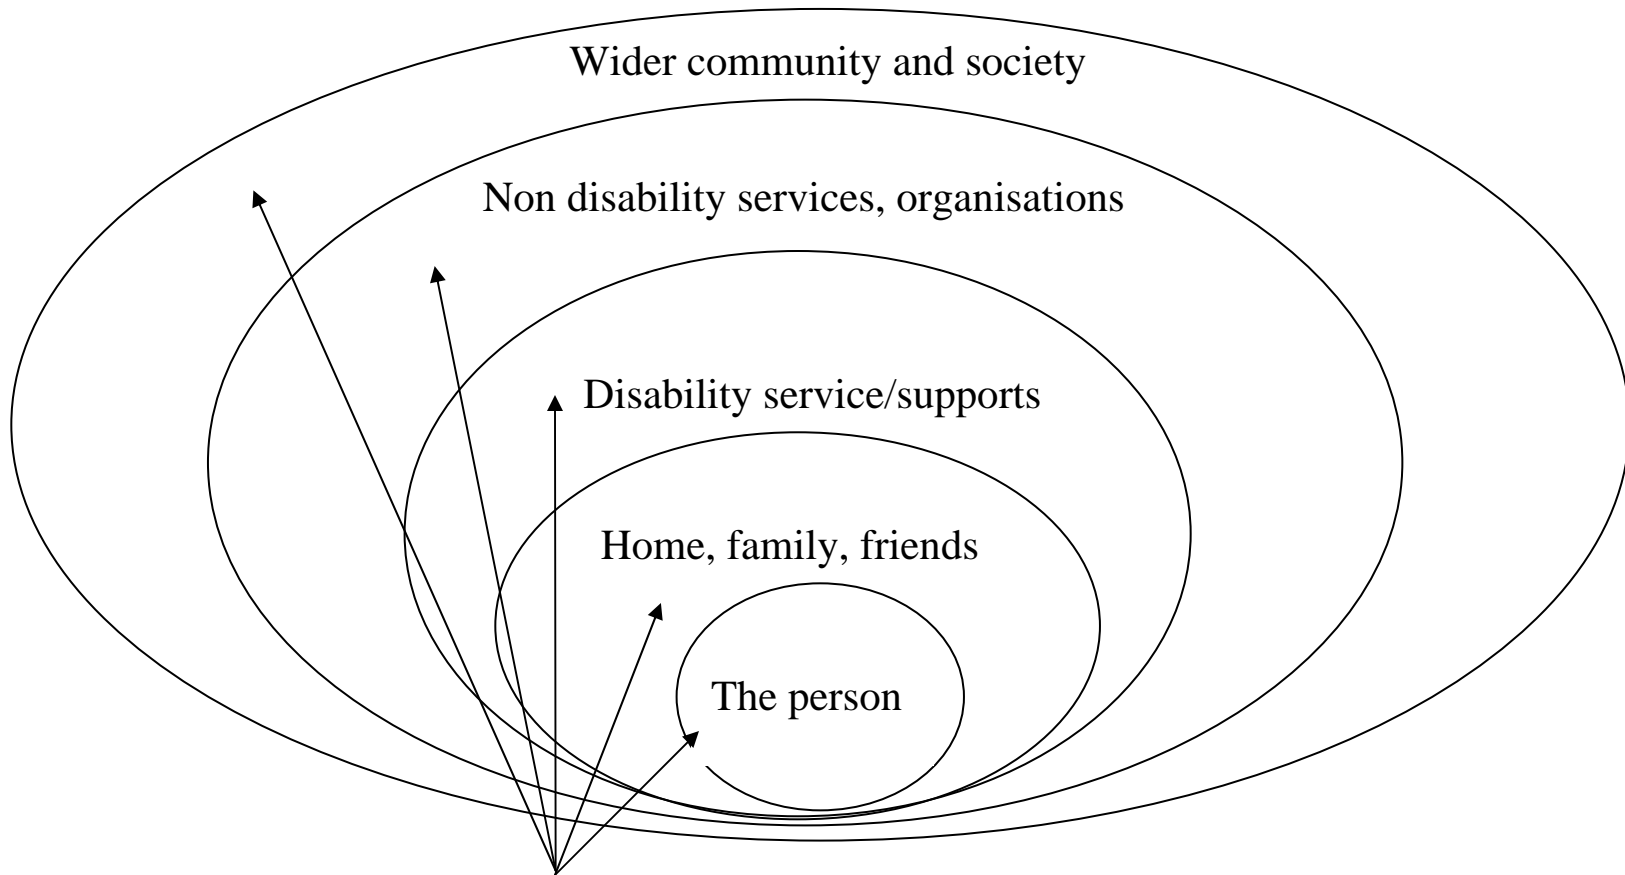 Wider community and society
Non disability services, organisations
Disability service/supports
Home, family, friends
The person